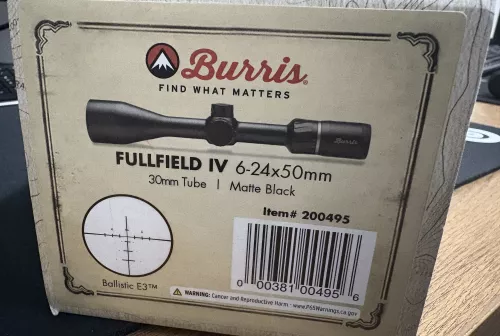 Burris®
FIND WHAT MATTERS
Burris
FULLFIELD IV 6-24x50mm
30mm Tube | Matte Black
Item# 200495
0 00381 00495 6
Ballistic E3™
⚠ WARNING: Cancer and Reproductive Harm - www.P65Warnings.ca.gov